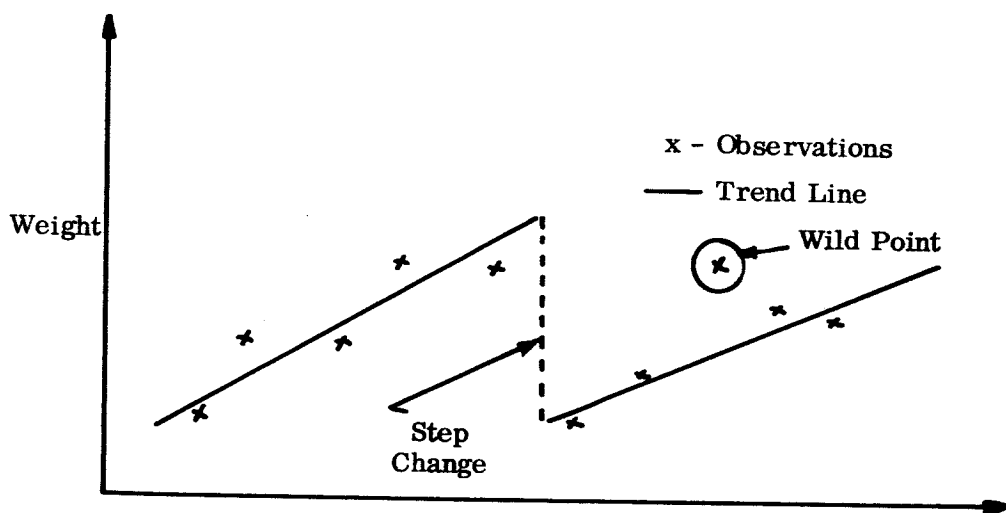 x - Observations
Trend Line
Weight
Wild Point
Step
Change